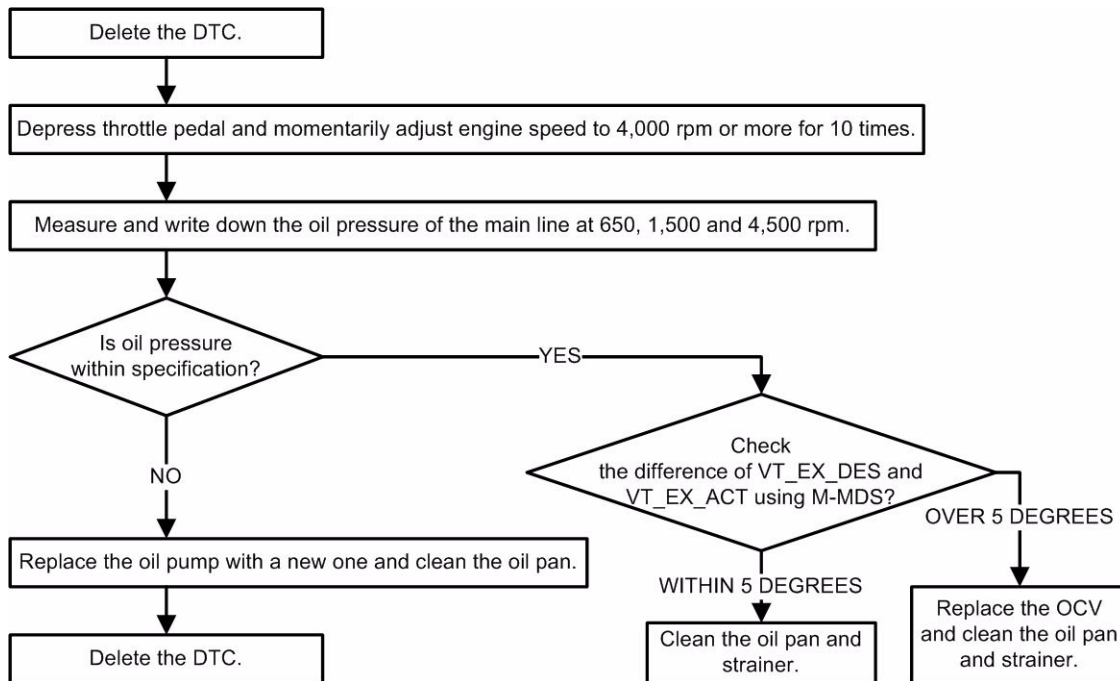 Delete the DTC.
Depress throttle pedal and momentarily adjust engine speed to 4,000 rpm or more for 10 times.
Measure and write down the oil pressure of the main line at 650, 1,500 and 4,500 rpm.
Is oil pressure
within specification?
YES
Check
the difference of VT_EX_DES and
VT_EX_ACT using M-MDS?
NO
OVER 5 DEGREES
Replace the oil pump with a new one and clean the oil pan.
WITHIN 5 DEGREES
Replace the OCV
and clean the oil pan
and strainer.
Clean the oil pan and
strainer.
Delete the DTC.